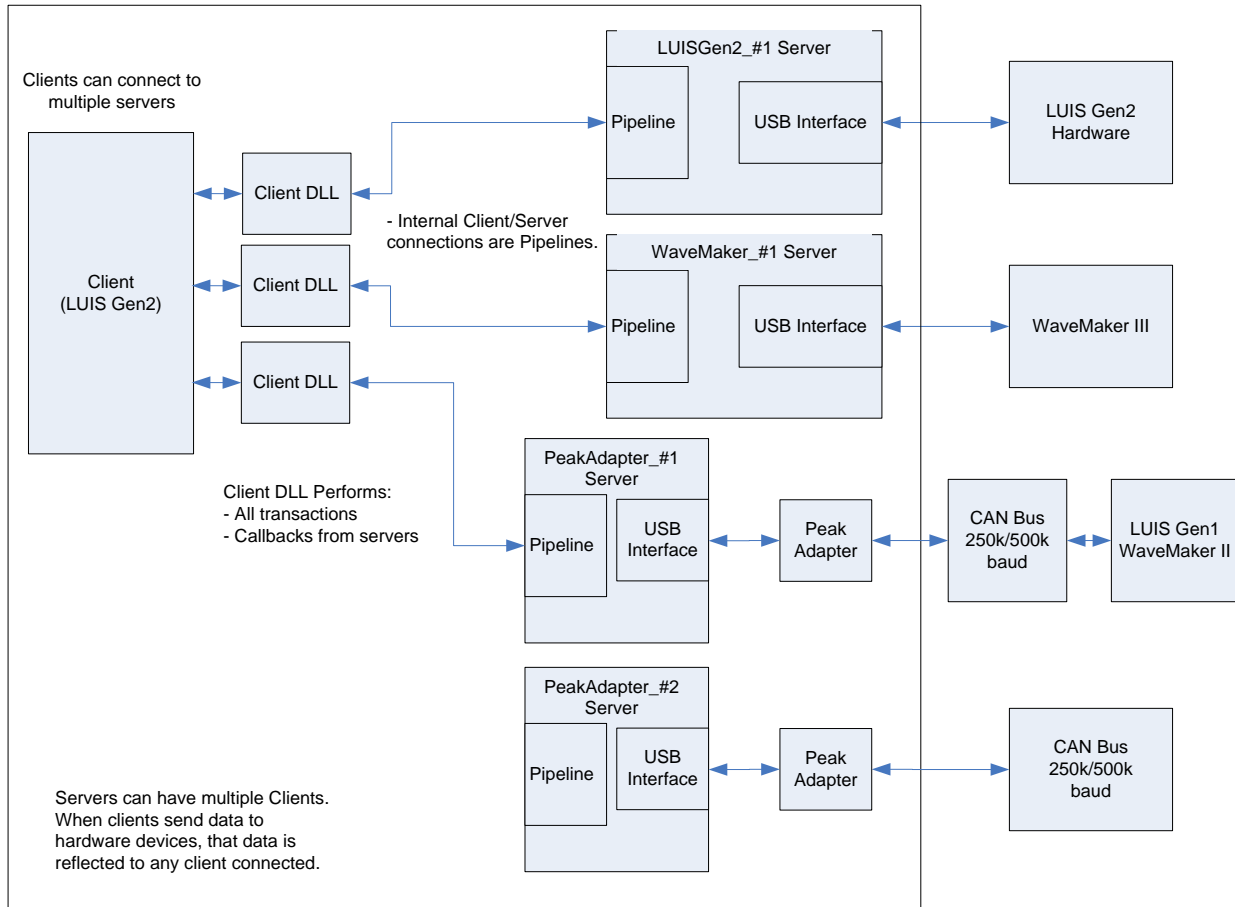 LUISGen2_#1 Server
Clients can connect to
multiple servers
Pipeline
USB Interface
LUIS Gen2
Hardware
Client DLL
- Internal Client/Server
connections are Pipelines.
WaveMaker_#1 Server
Client
(LUIS Gen2)
Client DLL
Pipeline
USB Interface
WaveMaker III
Client DLL
PeakAdapter_#1
Server
Client DLL Performs:
- All transactions
- Callbacks from servers
Pipeline
USB
Interface
Peak
Adapter
CAN Bus
250k/500k
baud
LUIS Gen1
WaveMaker II
PeakAdapter_#2
Server
Pipeline
USB
Interface
Peak
Adapter
CAN Bus
250k/500k
baud
Servers can have multiple Clients.
When clients send data to
hardware devices, that data is
reflected to any client connected.